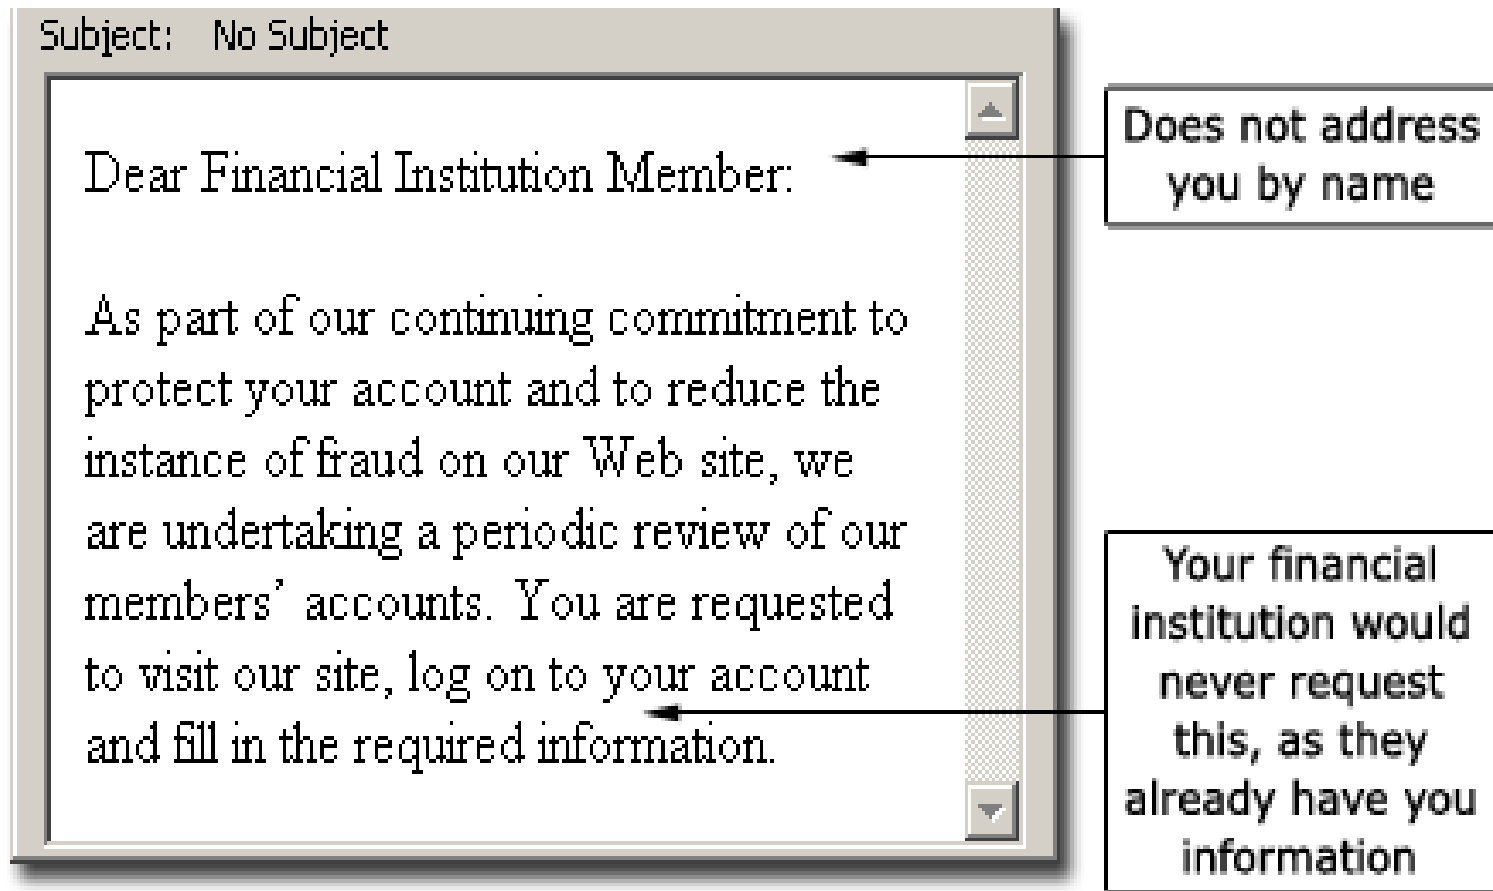 Subject: No Subject
Dear Financial Institution Member:
As part of our continuing commitment to
protect your account and to reduce the
instance of fraud on our Web site, we
are undertaking a periodic review of our
members’ accounts. You are requested
to visit our site, log on to your account
and fill in the required information.
Does not address
you by name
Your financial
institution would
never request
this, as they
already have you
information